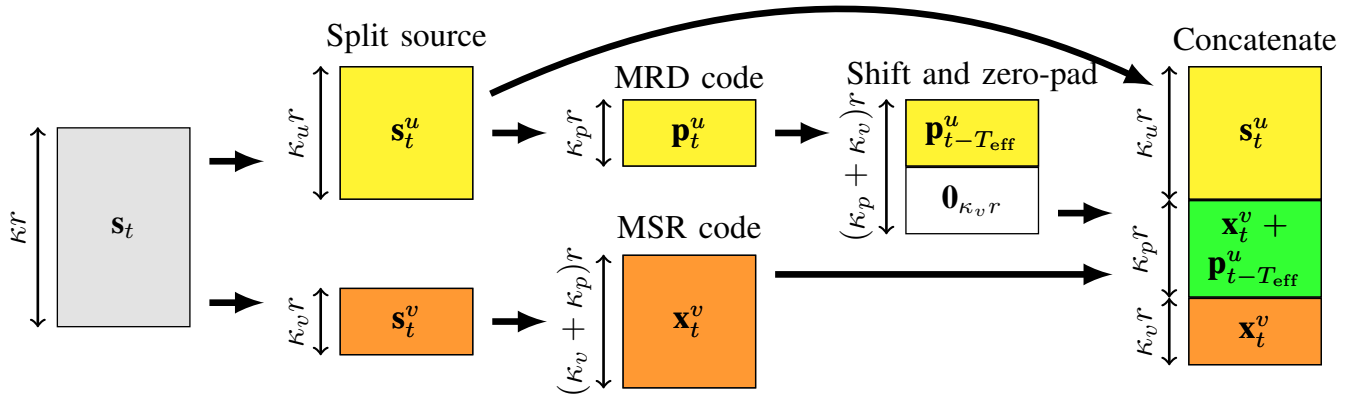 Split source
Concatenate
MRD code
Shift and zero-pad
κr
s_t
κ_u r
s_t^u
κ_p r
p_t^u
(κ_p + κ_v)r
p_{t−T_eff}^u
0_{κ_v r}
κ_u r
s_t^u
MSR code
κ_v r
s_t^v
(κ_v + κ_p)r
x_t^v
κ_p r
x_t^v +
p_{t−T_eff}^u
κ_v r
x_t^v